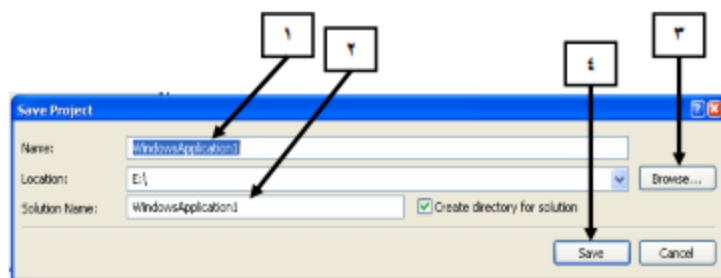 ١
٢
٣
٤
Save Project
Name: WindowsApplication1
Location: E:\ Browse...
Solution Name: WindowsApplication1 Create directory for solution
Save Cancel